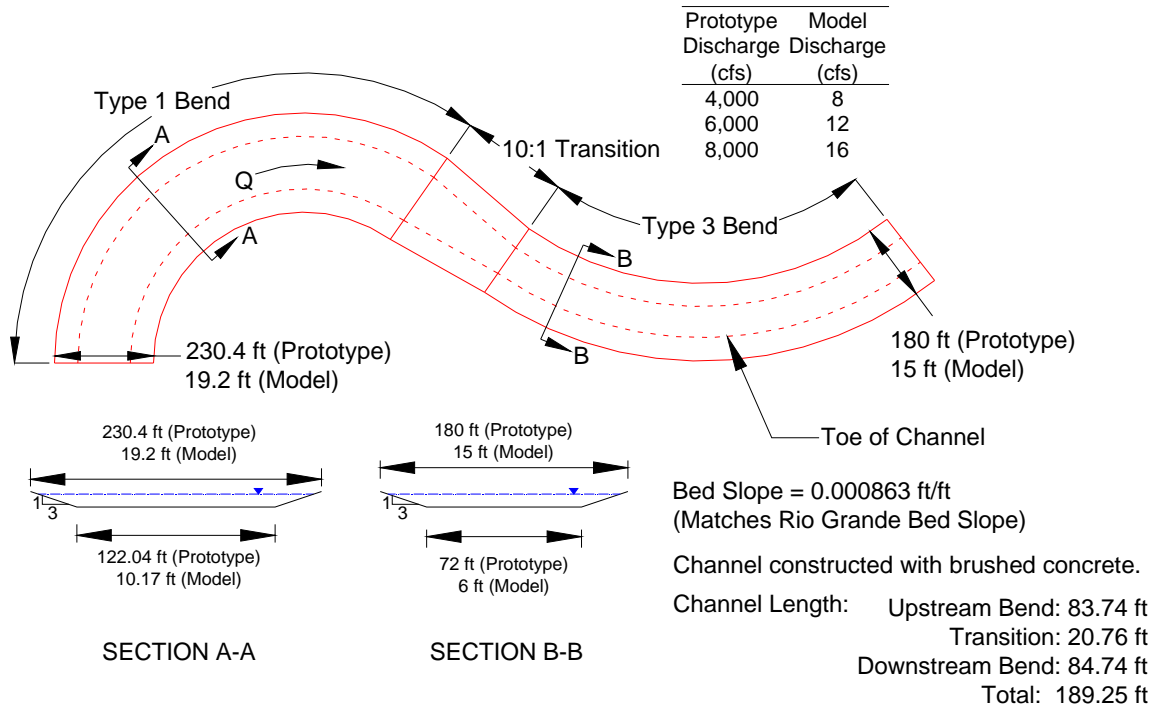 Prototype Model
Discharge Discharge
(cfs) (cfs)
4,000 8
6,000 12
8,000 16
Type 1 Bend
A
10:1 Transition
Q
A
Type 3 Bend
B
B
230.4 ft (Prototype)
19.2 ft (Model)
180 ft (Prototype)
15 ft (Model)
Toe of Channel
230.4 ft (Prototype)
19.2 ft (Model)
1
3
122.04 ft (Prototype)
10.17 ft (Model)
SECTION A-A
180 ft (Prototype)
15 ft (Model)
1
3
72 ft (Prototype)
6 ft (Model)
SECTION B-B
Bed Slope = 0.000863 ft/ft
(Matches Rio Grande Bed Slope)
Channel constructed with brushed concrete.
Channel Length: Upstream Bend: 83.74 ft
Transition: 20.76 ft
Downstream Bend: 84.74 ft
Total: 189.25 ft